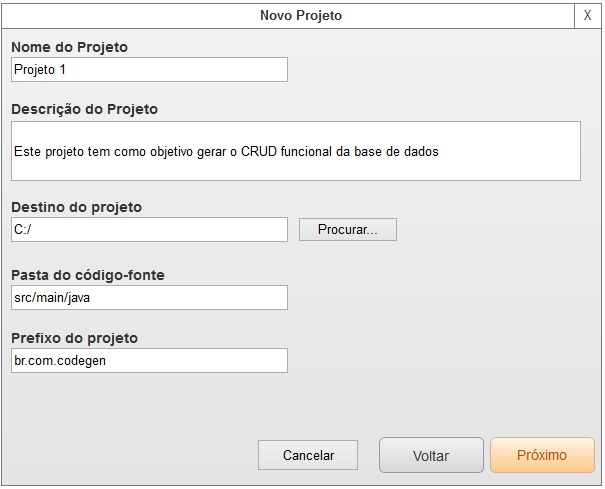 Novo Projeto X
Nome do Projeto
Projeto 1
Descrição do Projeto
Este projeto tem como objetivo gerar o CRUD funcional da base de dados
Destino do projeto
C:/ Procurar...
Pasta do código-fonte
src/main/java
Prefixo do projeto
br.com.codegen
Cancelar Voltar Próximo